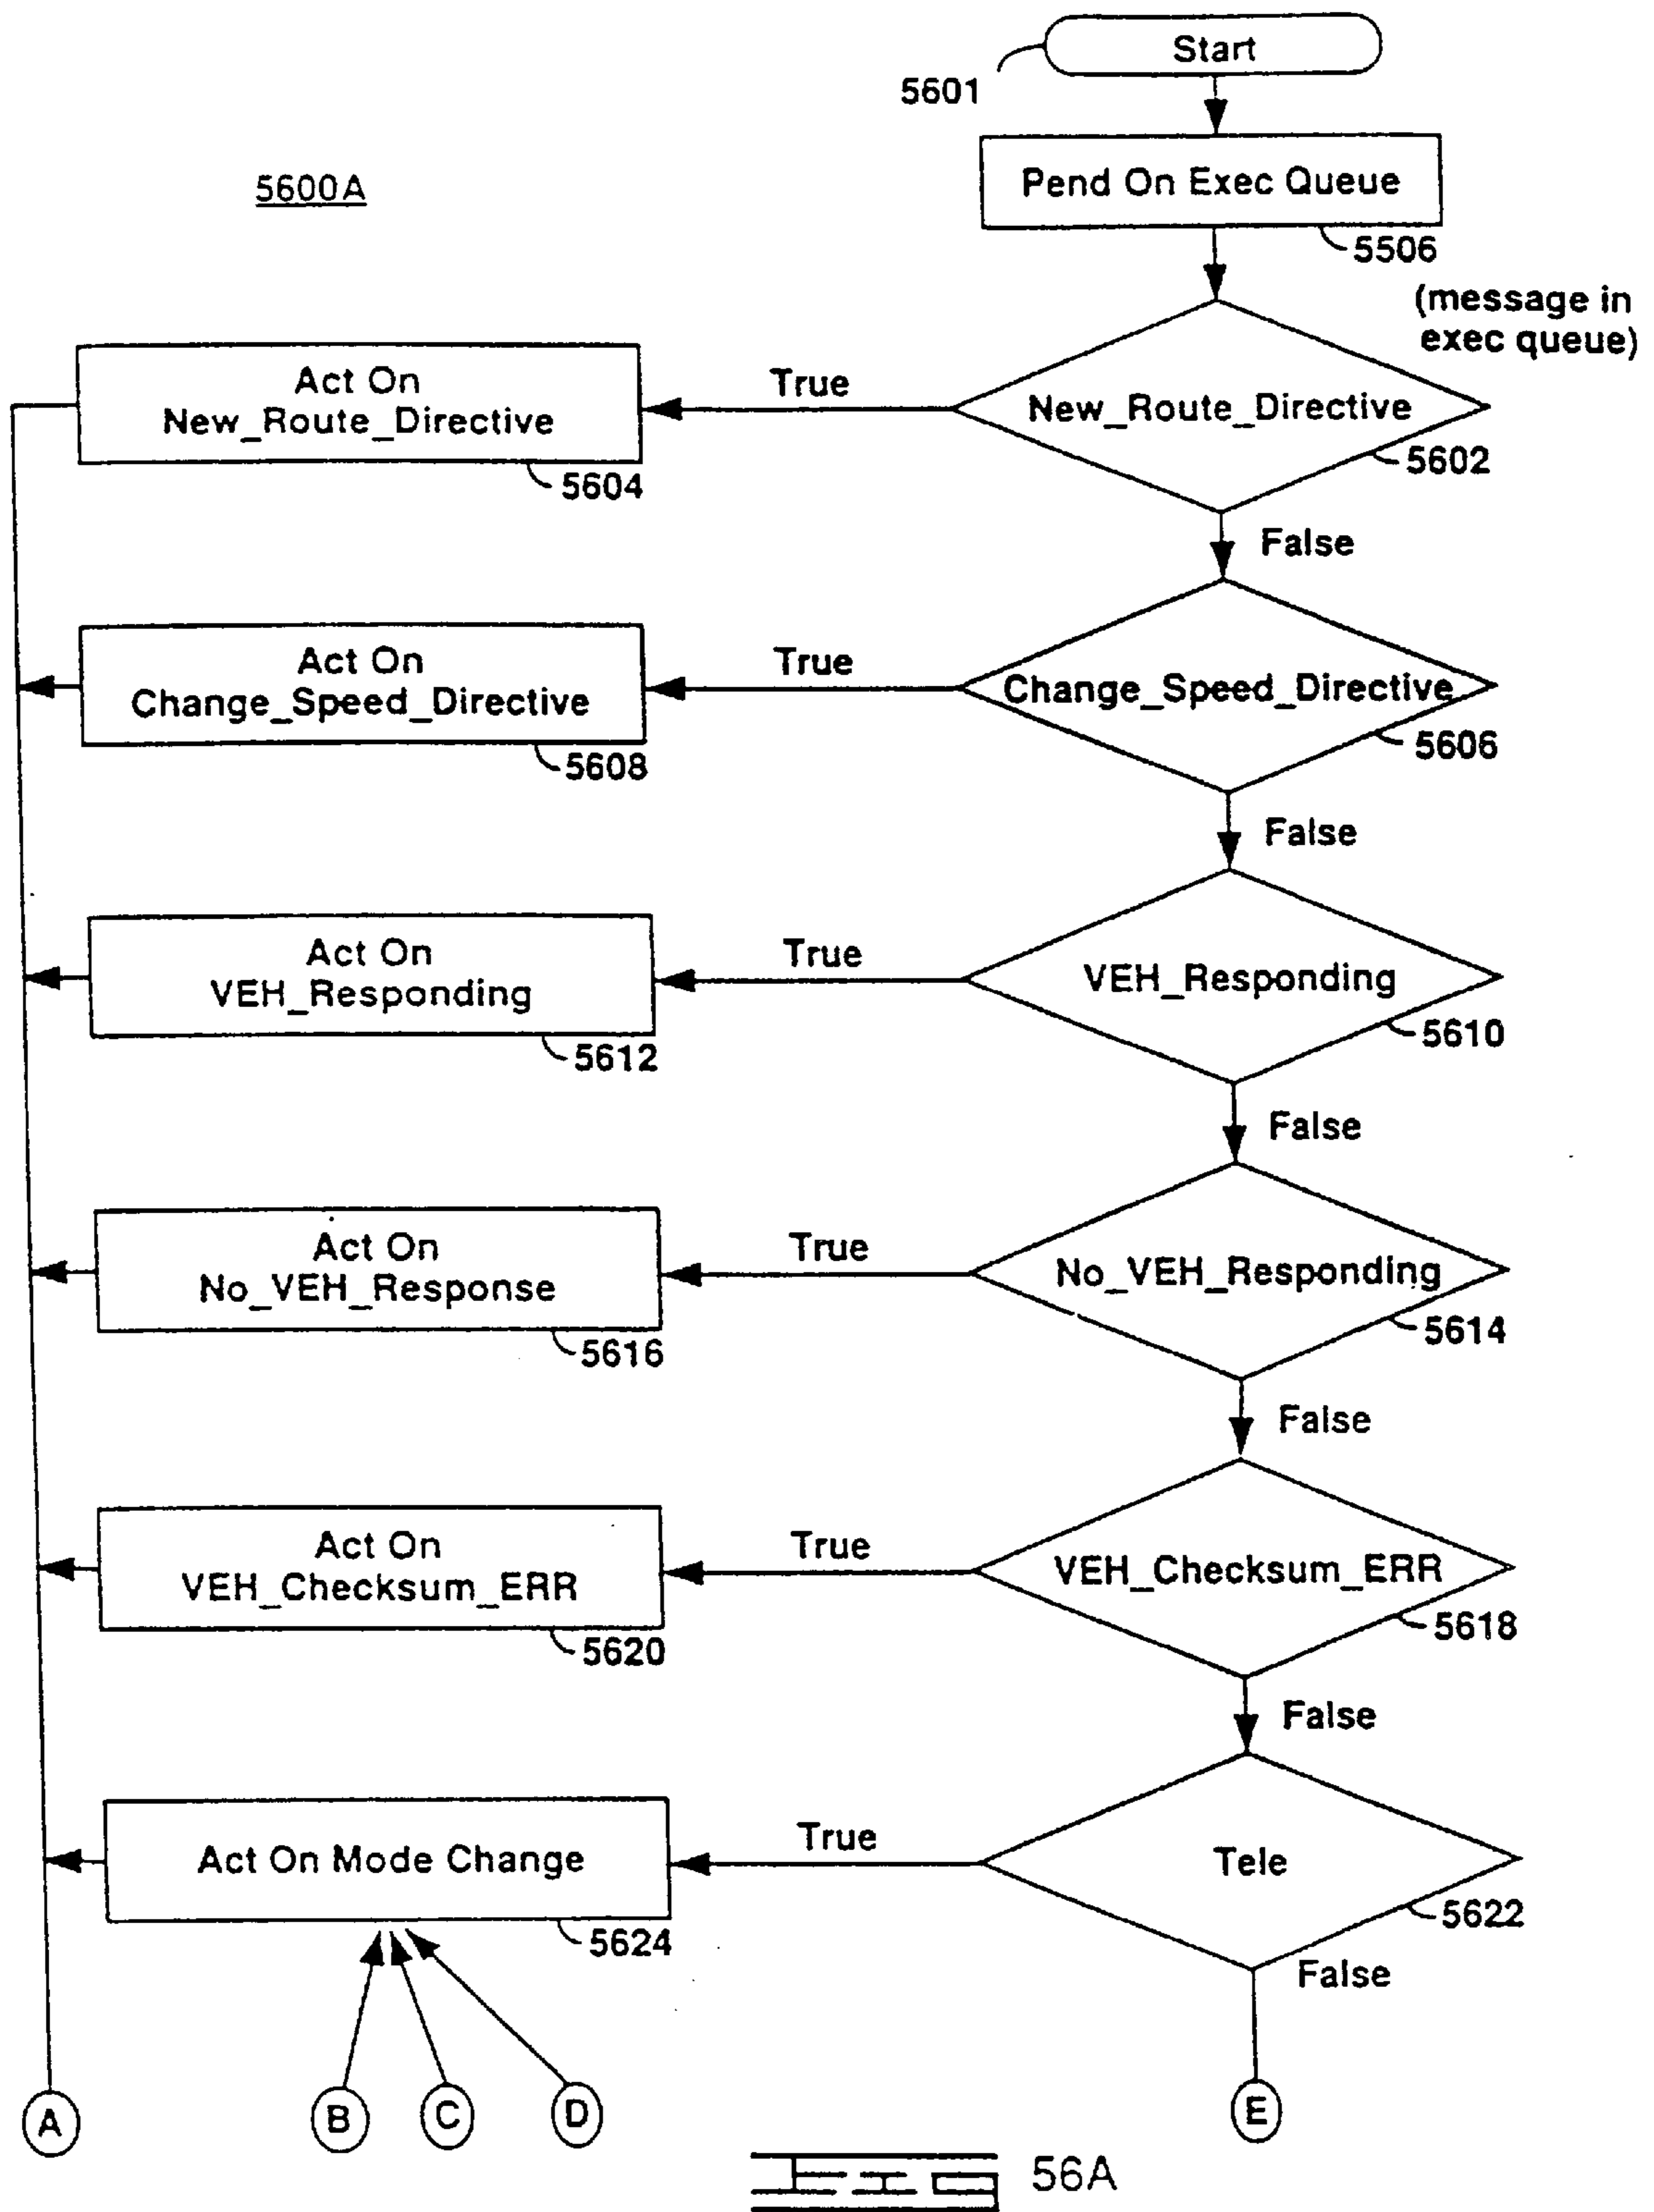 Start
5601
5600A
Pend On Exec Queue
5506
(message in
exec queue)
Act On
New_Route_Directive
5604
True
New_Route_Directive
5602
False
Act On
Change_Speed_Directive
5608
True
Change_Speed_Directive
5606
False
Act On
VEH_Responding
5612
True
VEH_Responding
5610
False
Act On
No_VEH_Response
5616
True
No_VEH_Responding
5614
False
Act On
VEH_Checksum_ERR
5620
True
VEH_Checksum_ERR
5618
False
Act On Mode Change
5624
True
Tele
5622
False
A
B
C
D
E
FIG 56A